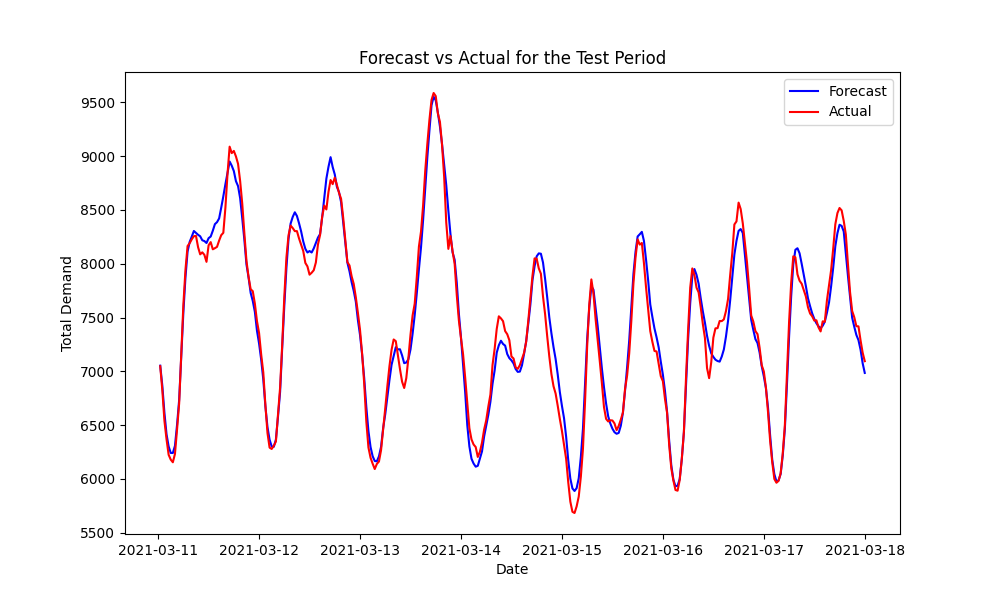 Forecast vs Actual for the Test Period
Forecast
Actual
Total Demand
9500
9000
8500
8000
7500
7000
6500
6000
5500
2021-03-11 2021-03-12 2021-03-13 2021-03-14 2021-03-15 2021-03-16 2021-03-17 2021-03-18
Date